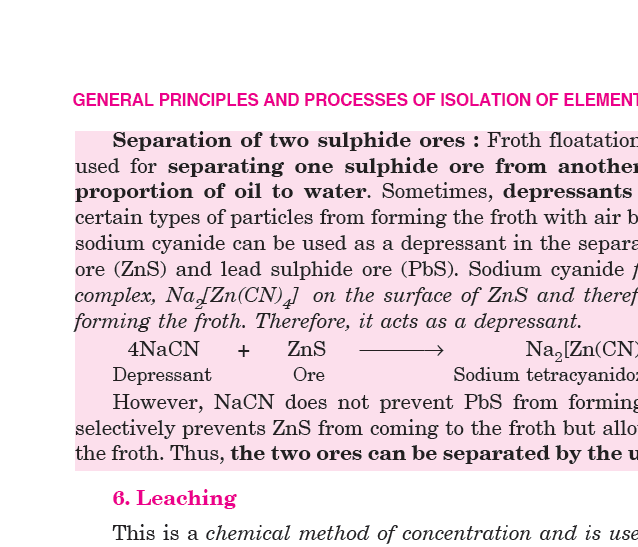 GENERAL PRINCIPLES AND PROCESSES OF ISOLATION OF ELEMENT
Separation of two sulphide ores : Froth floatation
used for separating one sulphide ore from another
proportion of oil to water. Sometimes, depressants
certain types of particles from forming the froth with air b
sodium cyanide can be used as a depressant in the separa
ore (ZnS) and lead sulphide ore (PbS). Sodium cyanide f
complex, Na2[Zn(CN)4] on the surface of ZnS and theref
forming the froth. Therefore, it acts as a depressant.
4NaCN + ZnS ⟶ Na2[Zn(CN)
Depressant Ore Sodium tetracyanidoz
However, NaCN does not prevent PbS from forming
selectively prevents ZnS from coming to the froth but allo
the froth. Thus, the two ores can be separated by the u
6. Leaching
This is a chemical method of concentration and is use